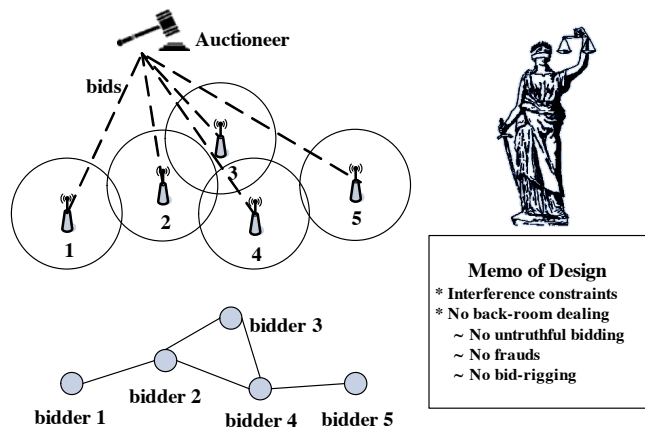 Auctioneer
bids
3
2
5
1
4
Memo of Design
* Interference constraints
* No back-room dealing
~ No untruthful bidding
~ No frauds
~ No bid-rigging
bidder 3
bidder 2
bidder 1
bidder 4
bidder 5